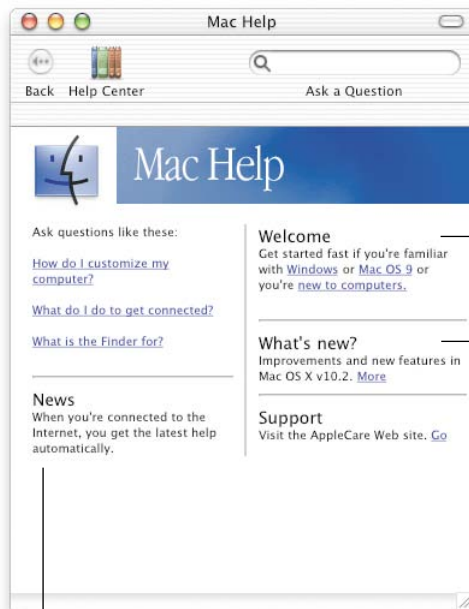 Mac Help
Back Help Center
Ask a Question
Mac Help
Ask questions like these:
How do I customize my
computer?
What do I do to get connected?
What is the Finder for?
News
When you're connected to the
Internet, you get the latest help
automatically.
Welcome
Get started fast if you're familiar
with Windows or Mac OS 9 or
you're new to computers.
What's new?
Improvements and new features in
Mac OS X v10.2. More
Support
Visit the AppleCare Web site. Go